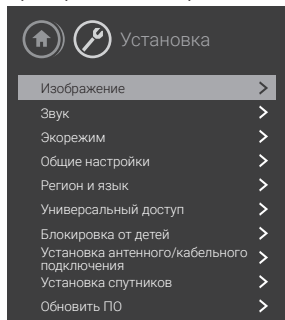 Установка
Изображение
Звук
Экорежим
Общие настройки
Регион и язык
Универсальный доступ
Блокировка от детей
Установка антенного/кабельного
подключения
Установка спутников
Обновить ПО